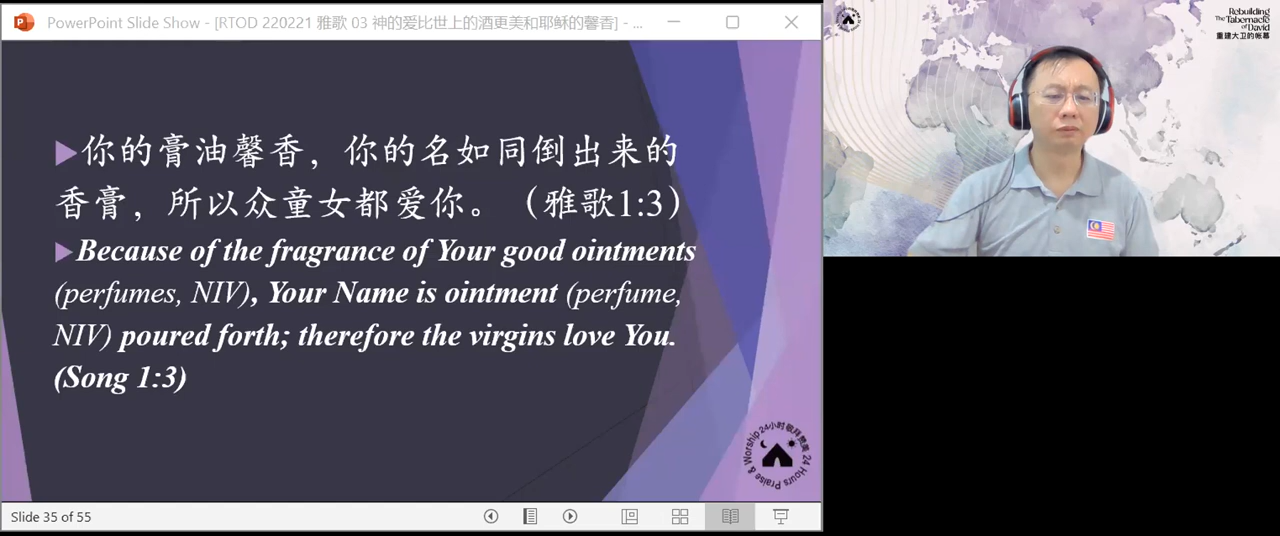 PowerPoint Slide Show - [RTOD 220221 雅歌 03 神的爱比世上的酒更美和耶稣的馨香] - ...
▶你的膏油馨香，你的名如同倒出来的
香膏，所以众童女都爱你。（雅歌1:3）
▶Because of the fragrance of Your good ointments
(perfumes, NIV), Your Name is ointment (perfume,
NIV) poured forth; therefore the virgins love You.
(Song 1:3)
24小时敬拜赞美 24 Hours Praise & Worship
Slide 35 of 55
Rebuilding
The Tabernacle
of David
重建大卫的帐幕